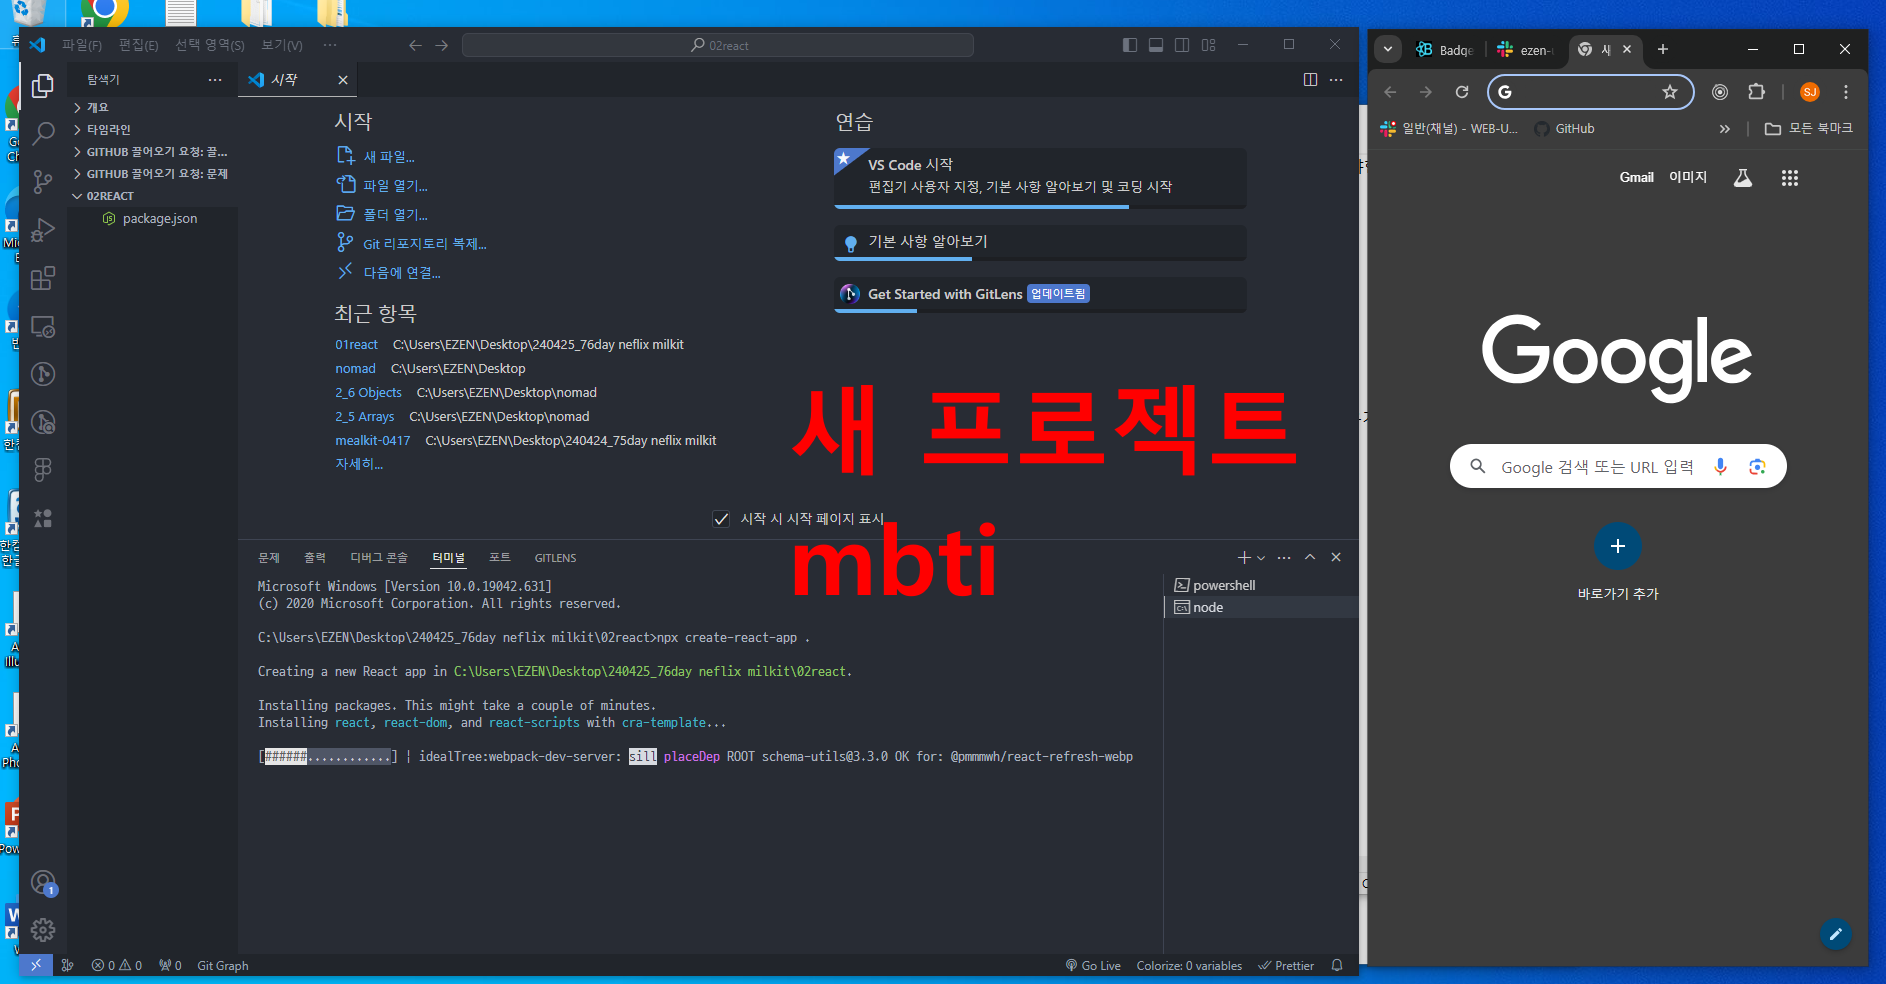 파일(F) 편집(E) 선택 영역(S) 보기(V) ···
02react
탐색기 ···
개요
타임라인
GITHUB 끌어오기 요청: 끌...
GITHUB 끌어오기 요청: 문제
02REACT
package.json
시작
시작
새 파일...
파일 열기...
폴더 열기...
Git 리포지토리 복제...
다음에 연결...
최근 항목
01react C:\Users\EZEN\Desktop\240425_76day neflix milkit
nomad C:\Users\EZEN\Desktop
2_6 Objects C:\Users\EZEN\Desktop\nomad
2_5 Arrays C:\Users\EZEN\Desktop\nomad
mealkit-0417 C:\Users\EZEN\Desktop\240424_75day neflix milkit
자세히...
연습
VS Code 시작
편집기 사용자 지정, 기본 사항 알아보기 및 코딩 시작
기본 사항 알아보기
Get Started with GitLens 업데이트됨
시작 시 시작 페이지 표시
새 프로젝트
mbti
문제 출력 디버그 콘솔 터미널 포트 GITLENS
Microsoft Windows [Version 10.0.19042.631]
(c) 2020 Microsoft Corporation. All rights reserved.
C:\Users\EZEN\Desktop\240425_76day neflix milkit\02react>npx create-react-app .
Creating a new React app in C:\Users\EZEN\Desktop\240425_76day neflix milkit\02react.
Installing packages. This might take a couple of minutes.
Installing react, react-dom, and react-scripts with cra-template...
[######............] | idealTree:webpack-dev-server: sill placeDep ROOT schema-utils@3.3.0 OK for: @pmmmwh/react-refresh-webp
powershell
node
1
0 0 0 Git Graph
Go Live Colorize: 0 variables Prettier
Badge ezen- 새
SJ
일반(채널) - WEB-U... GitHub » 모든 북마크
Gmail 이미지
Google
Google 검색 또는 URL 입력
바로가기 추가